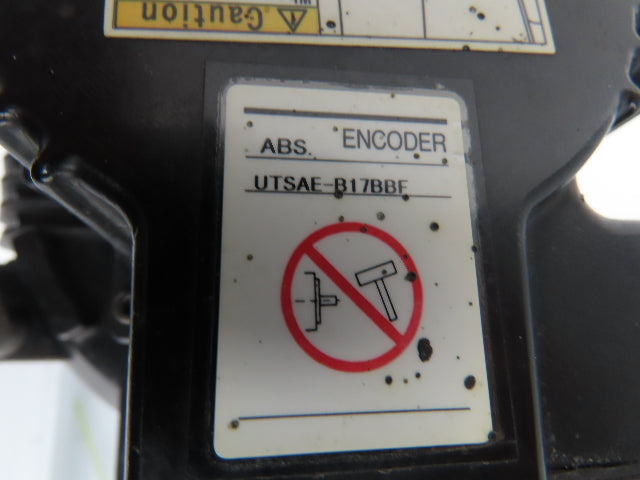 Caution
ABS. ENCODER
UTSAE-B17BBF